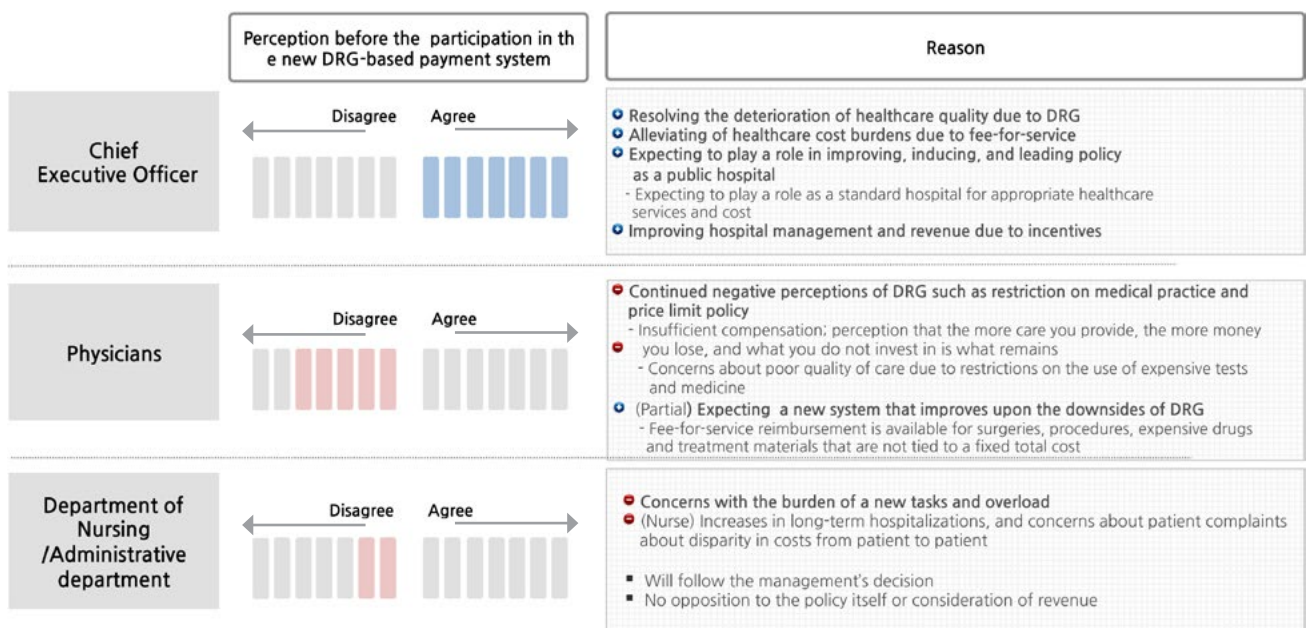 Perception before the participation in th
e new DRG-based payment system
Reason
Chief
Executive Officer
Disagree
Agree
Resolving the deterioration of healthcare quality due to DRG
Alleviating of healthcare cost burdens due to fee-for-service
Expecting to play a role in improving, inducing, and leading policy
as a public hospital
- Expecting to play a role as a standard hospital for appropriate healthcare
services and cost
Improving hospital management and revenue due to incentives
Physicians
Disagree
Agree
Continued negative perceptions of DRG such as restriction on medical practice and
price limit policy
- Insufficient compensation; perception that the more care you provide, the more money
you lose, and what you do not invest in is what remains
- Concerns about poor quality of care due to restrictions on the use of expensive tests
and medicine
(Partial) Expecting a new system that improves upon the downsides of DRG
- Fee-for-service reimbursement is available for surgeries, procedures, expensive drugs
and treatment materials that are not tied to a fixed total cost
Department of
Nursing
/Administrative
department
Disagree
Agree
Concerns with the burden of a new tasks and overload
(Nurse) Increases in long-term hospitalizations, and concerns about patient complaints
about disparity in costs from patient to patient
Will follow the management's decision
No opposition to the policy itself or consideration of revenue